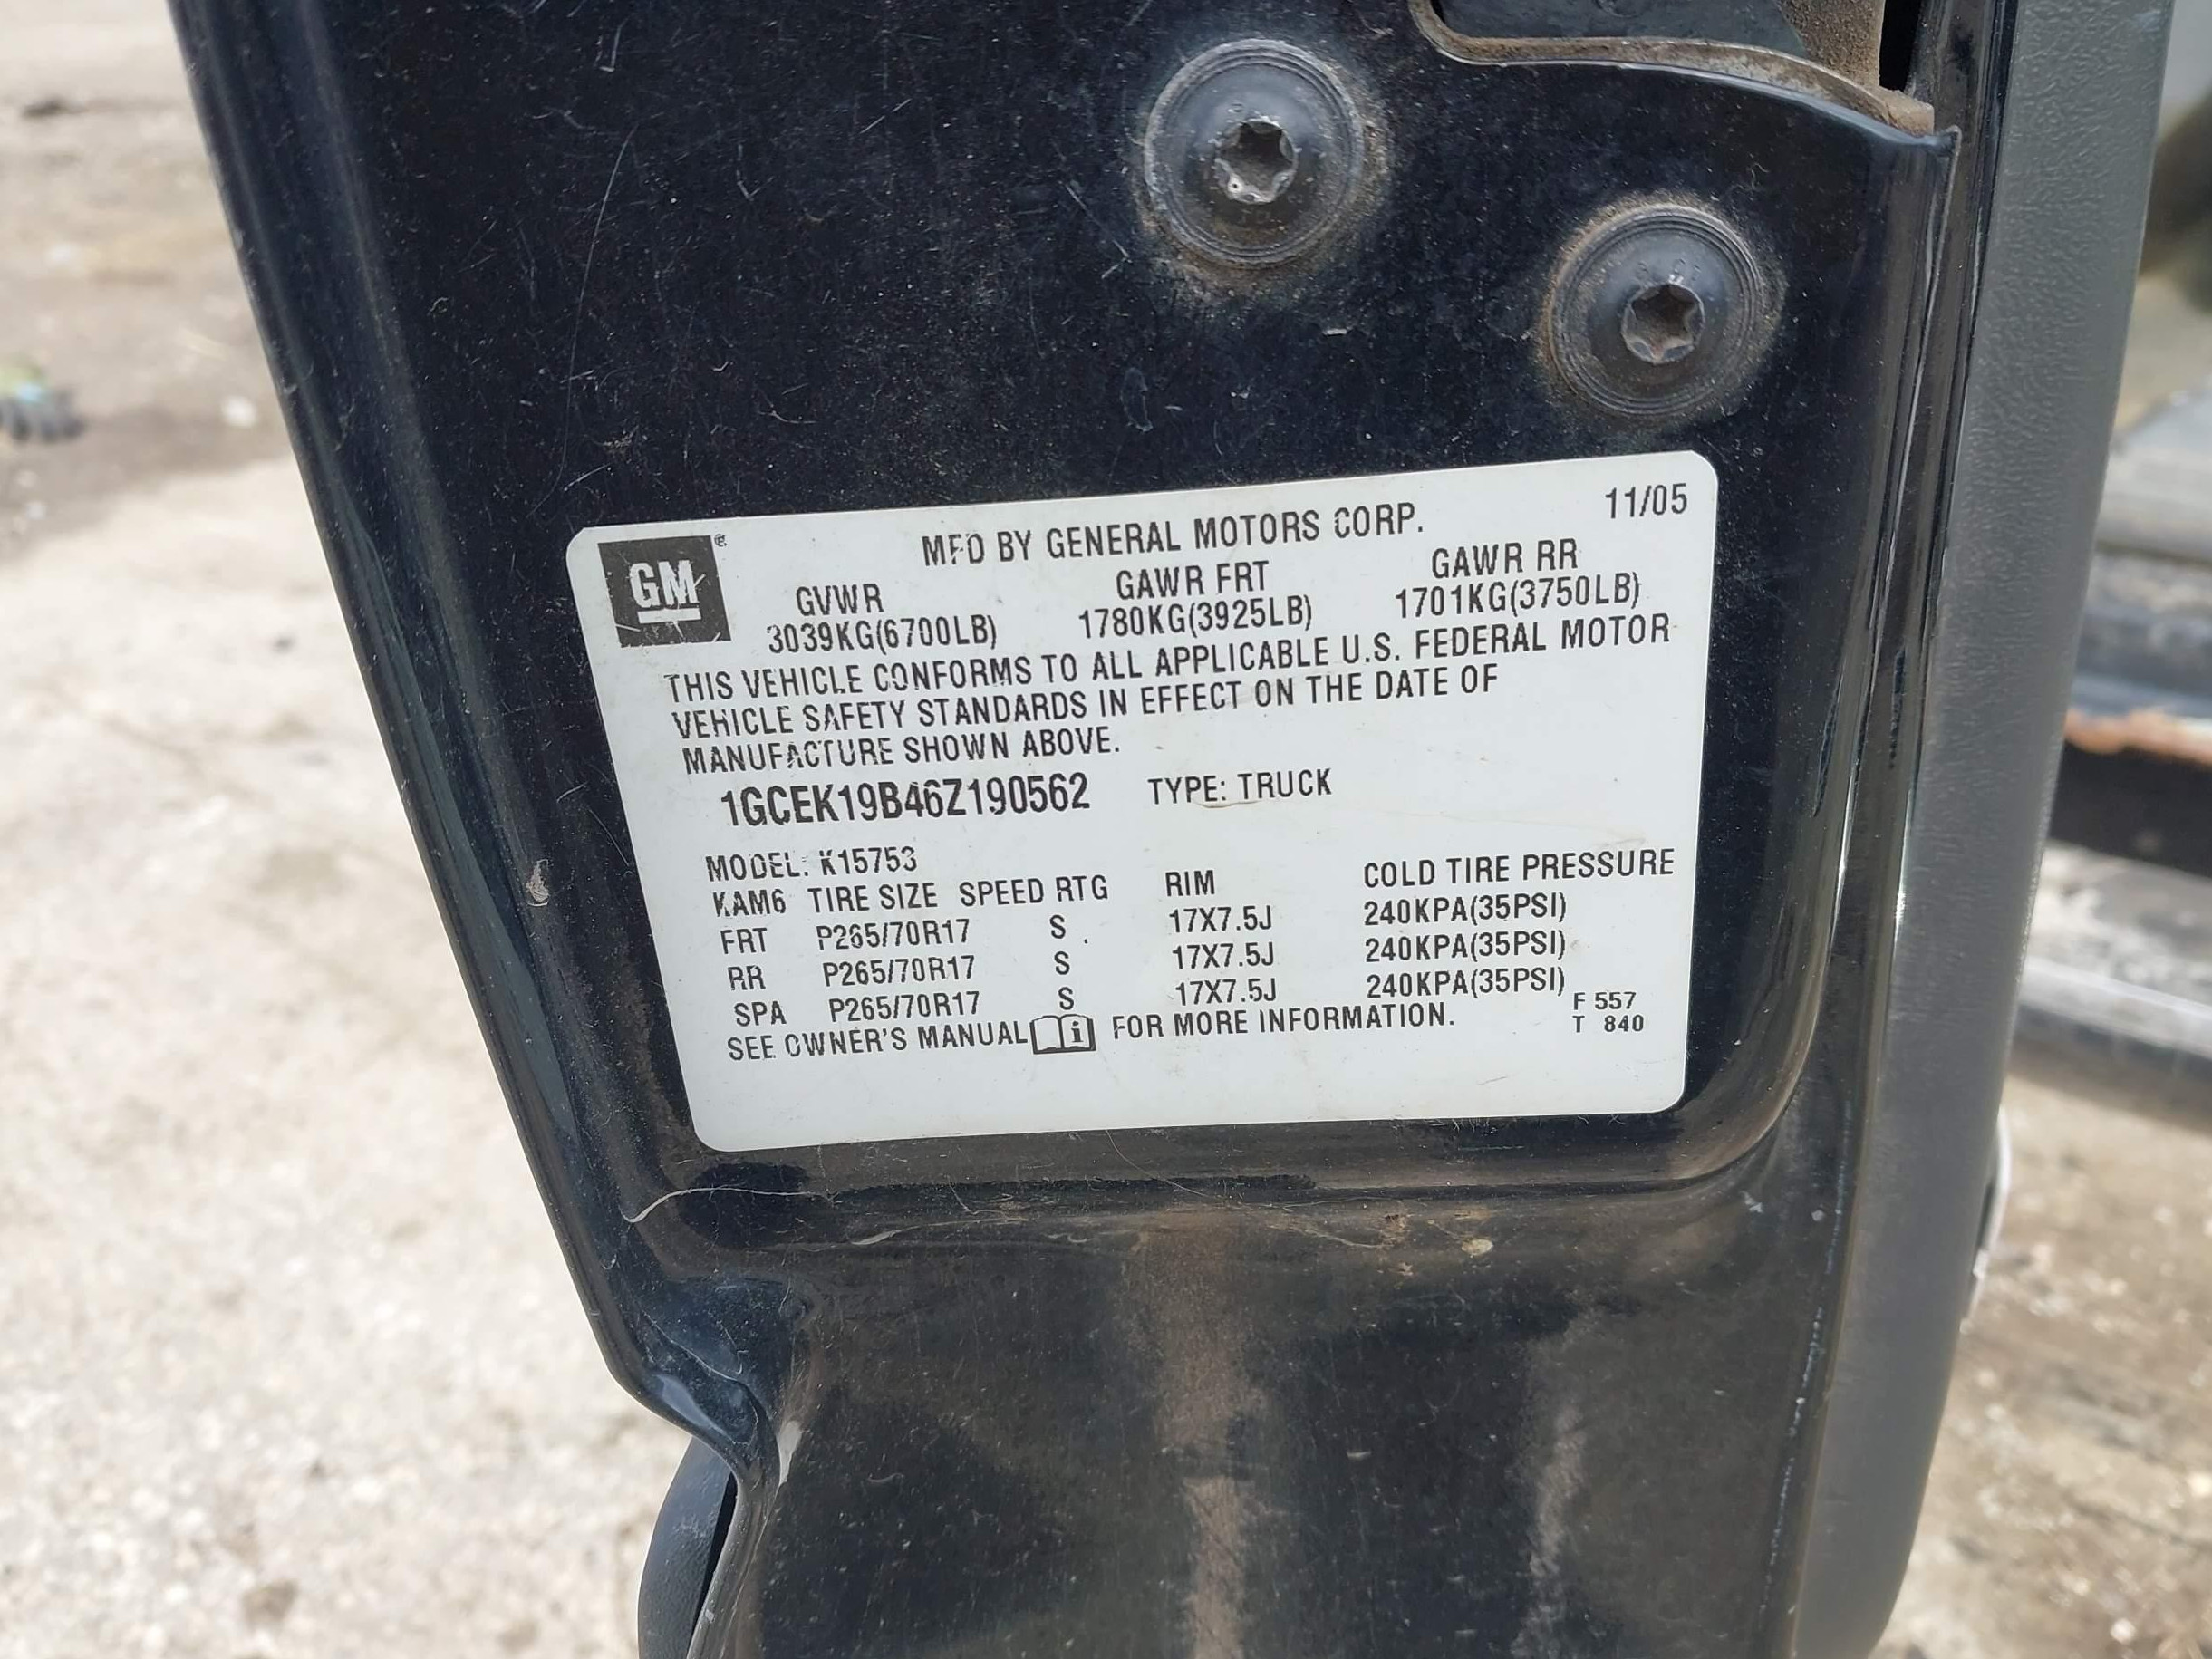 GM
MFD BY GENERAL MOTORS CORP. 11/05
GVWR GAWR FRT GAWR RR
3039KG(6700LB) 1780KG(3925LB) 1701KG(3750LB)
THIS VEHICLE CONFORMS TO ALL APPLICABLE U.S. FEDERAL MOTOR
VEHICLE SAFETY STANDARDS IN EFFECT ON THE DATE OF
MANUFACTURE SHOWN ABOVE.
1GCEK19B46Z190562 TYPE: TRUCK
MODEL: K15753
KAM6 TIRE SIZE SPEED RTG RIM COLD TIRE PRESSURE
FRT P265/70R17 S 17X7.5J 240KPA(35PSI)
RR P265/70R17 S 17X7.5J 240KPA(35PSI)
SPA P265/70R17 S 17X7.5J 240KPA(35PSI)
SEE OWNER'S MANUAL i FOR MORE INFORMATION.
F 557
T 840